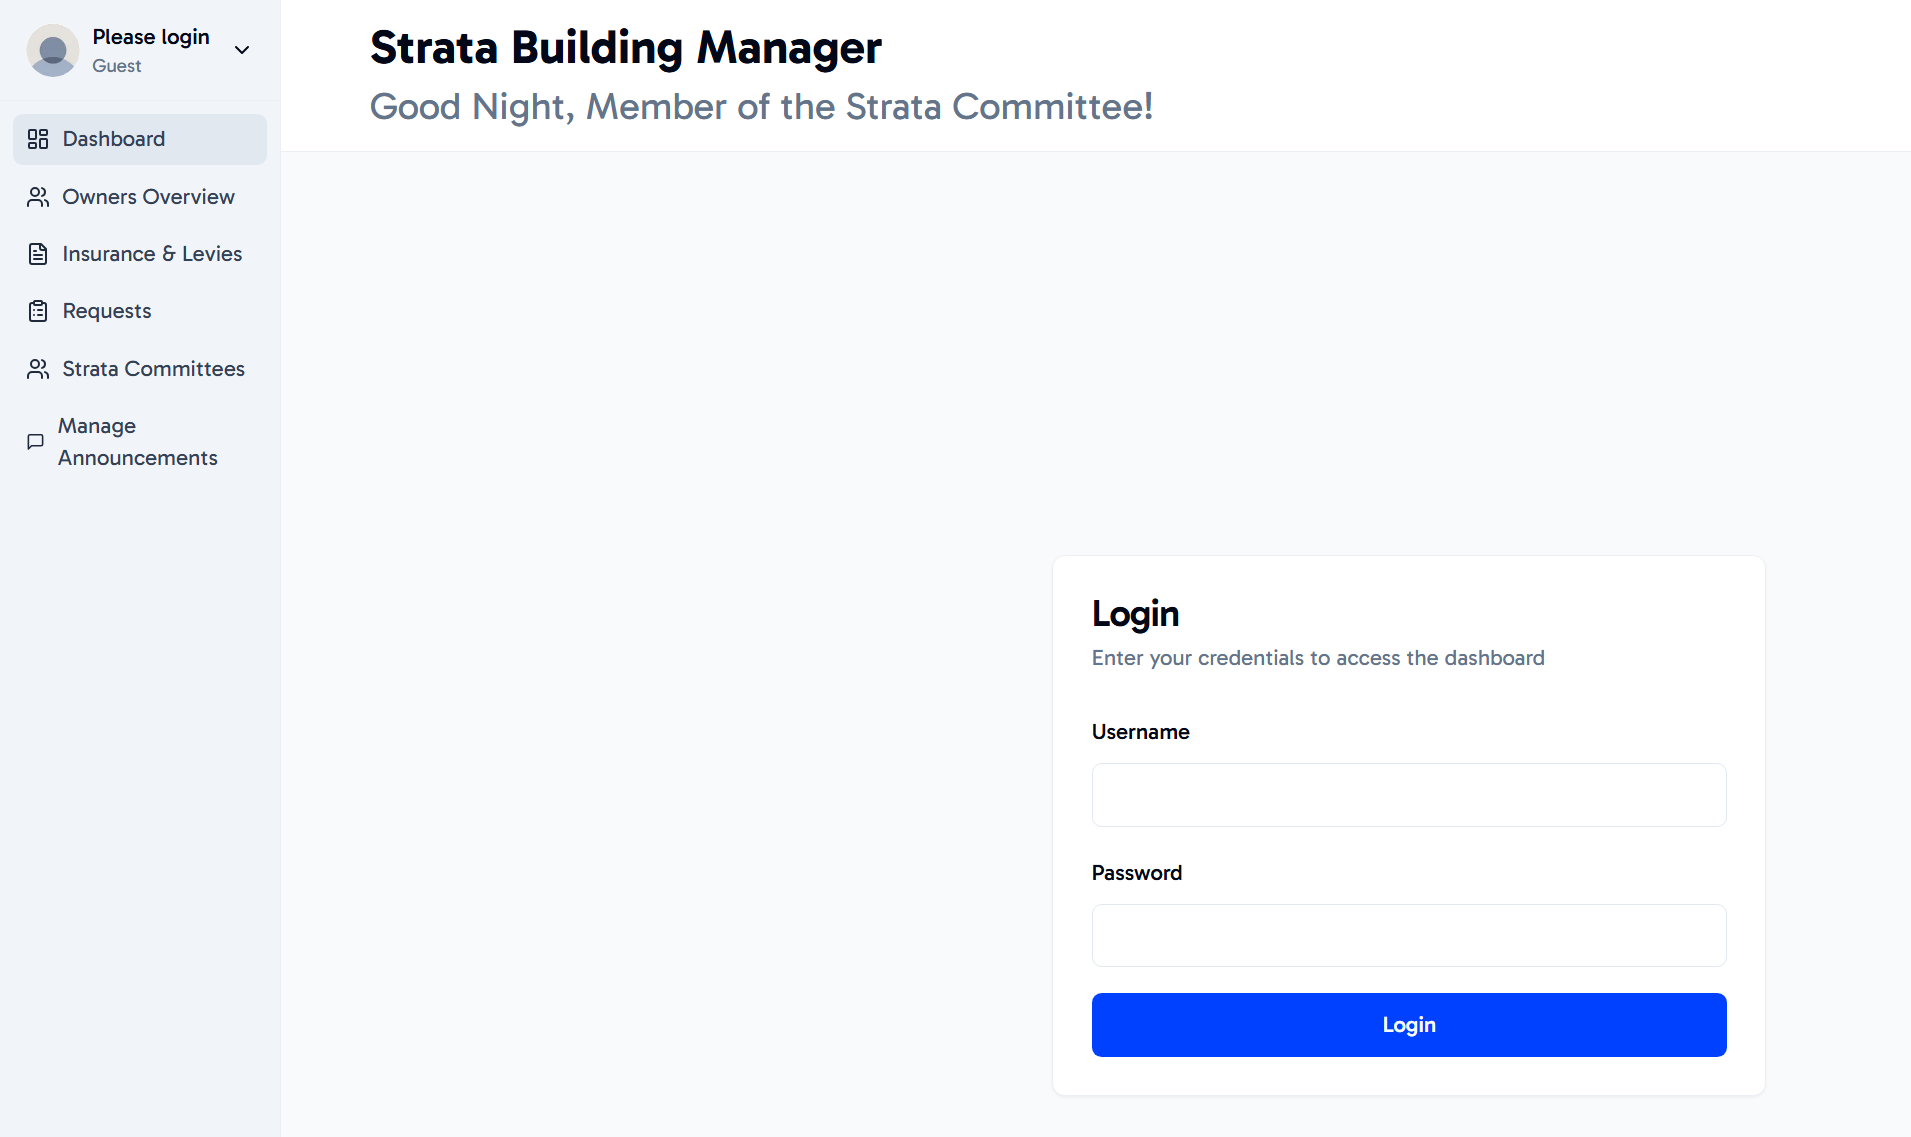 Please login
Guest
Dashboard
Owners Overview
Insurance & Levies
Requests
Strata Committees
Manage
Announcements
Strata Building Manager
Good Night, Member of the Strata Committee!
Login
Enter your credentials to access the dashboard
Username
Password
Login